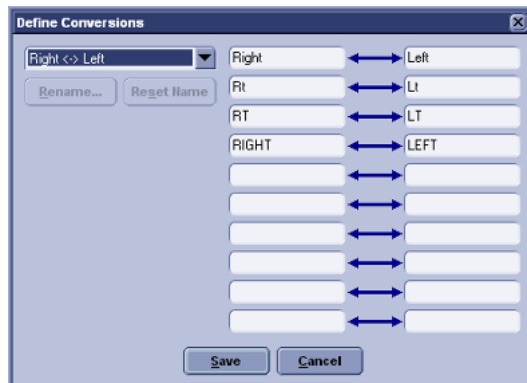 Define Conversions
Right <-> Left
Right
Left
Rename...
Reset Name
Rt
Lt
RT
LT
RIGHT
LEFT
Save
Cancel